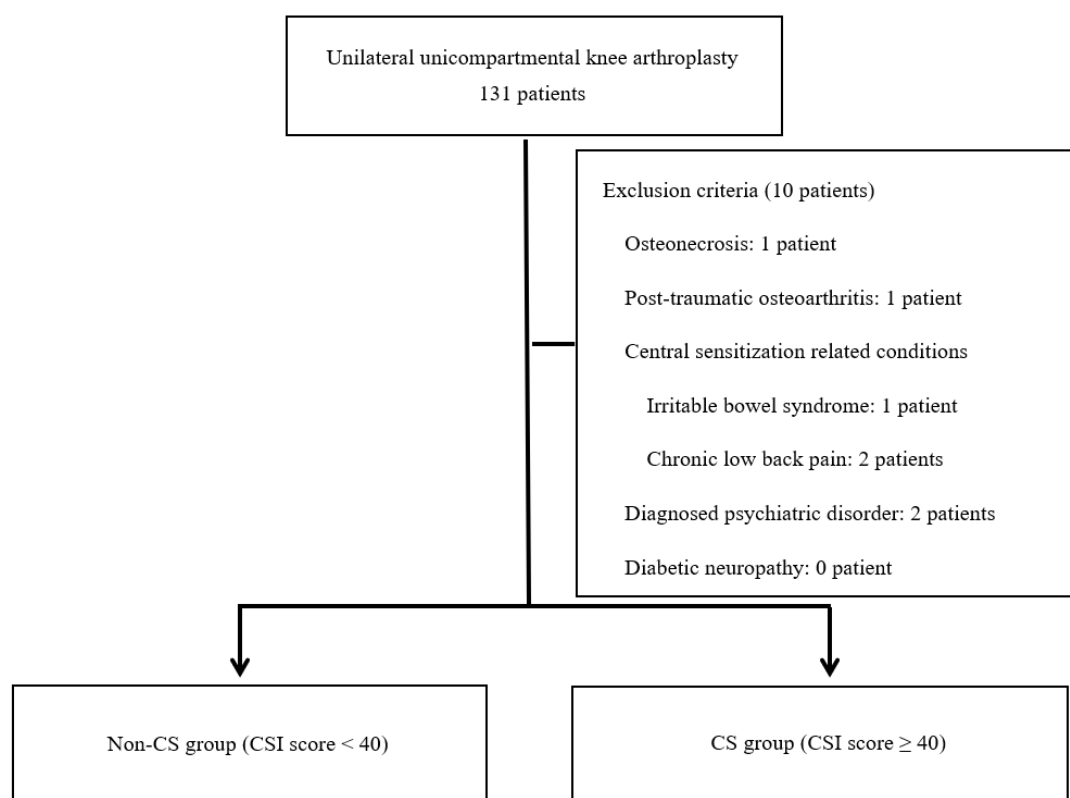 Unilateral unicompartmental knee arthroplasty
131 patients
Exclusion criteria (10 patients)
Osteonecrosis: 1 patient
Post-traumatic osteoarthritis: 1 patient
Central sensitization related conditions
Irritable bowel syndrome: 1 patient
Chronic low back pain: 2 patients
Diagnosed psychiatric disorder: 2 patients
Diabetic neuropathy: 0 patient
Non-CS group (CSI score < 40)
CS group (CSI score ≥ 40)